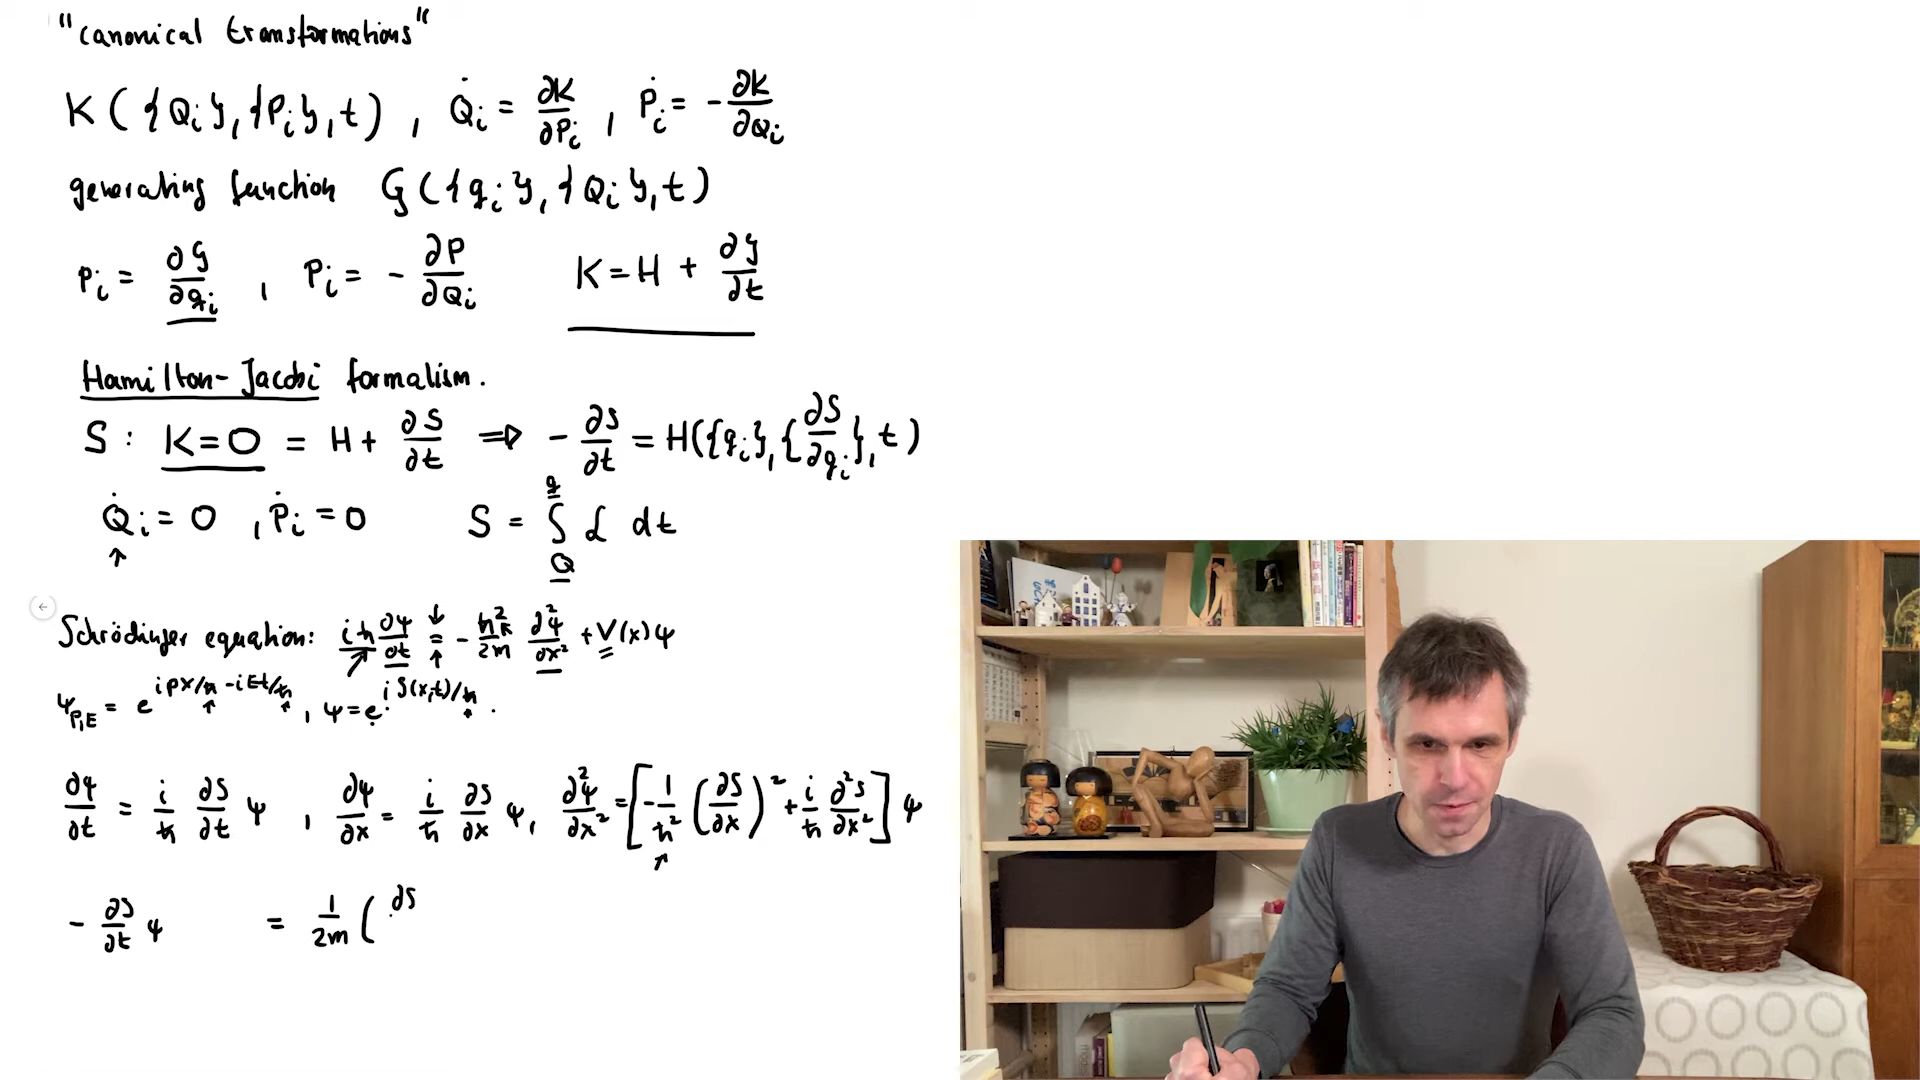 "canonical transformations"
K ( {Qi}, {Pi}, t ) , Q̇i = ∂K/∂Pi , Ṗi = - ∂K/∂Qi
generating function G ( {qi}, {Qi}, t )
pi = ∂G/∂qi , Pi = - ∂P/∂Qi K = H + ∂G/∂t
Hamilton-Jacobi formalism.
S : K = 0 = H + ∂S/∂t ⇒ - ∂S/∂t = H({qi}, {∂S/∂qi}, t )
↑ Q̇i = 0 , Ṗi = 0 S = ∫_Q^q L dt
Schrödinger equation: iħ ∂ψ/∂t = - ħ²/2m ∂²ψ/∂x² + V(x) ψ
ψ_P,E = e^{ipx/ħ - iEt/ħ} , ψ = e^{iS(x,t)/ħ} .
∂ψ/∂t = i/ħ ∂S/∂t ψ , ∂ψ/∂x = i/ħ ∂S/∂x ψ , ∂²ψ/∂x² = [ - 1/ħ² (∂S/∂x)² + i/ħ ∂²S/∂x² ] ψ
- ∂S/∂t ψ = 1/2m ( ∂S